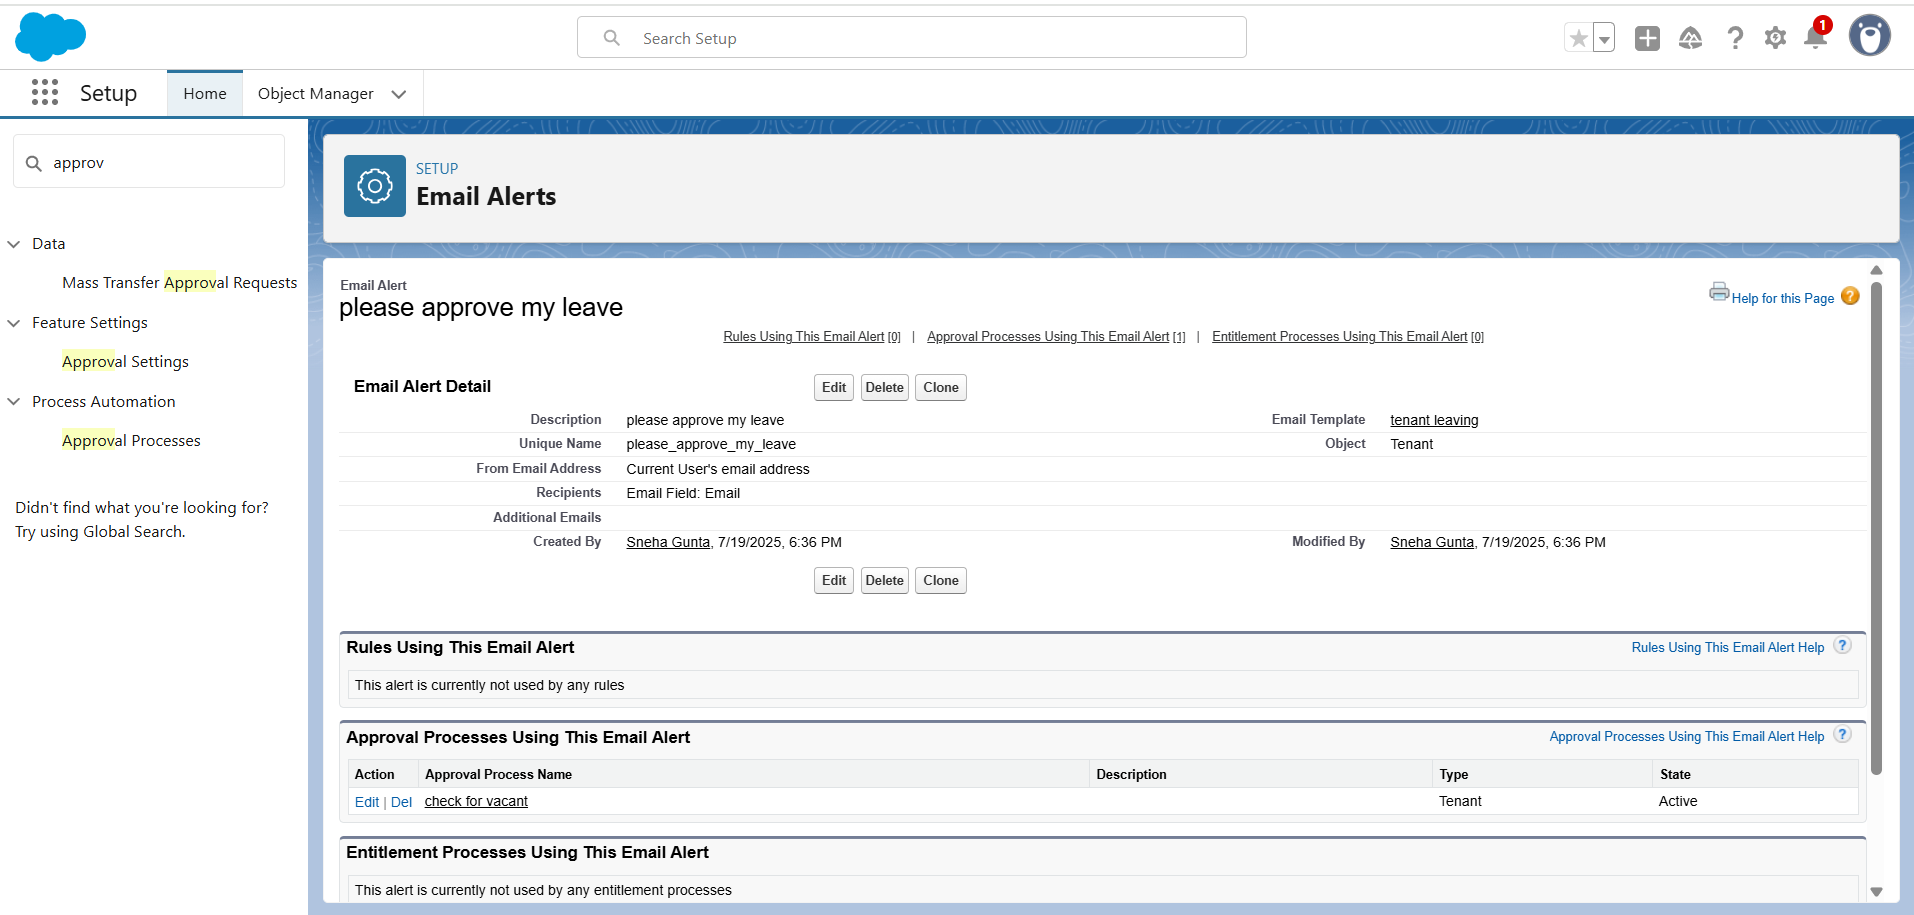 Search Setup
1
Setup
Home
Object Manager
approv
Data
Mass Transfer Approval Requests
Feature Settings
Approval Settings
Process Automation
Approval Processes
Didn't find what you're looking for?
Try using Global Search.
SETUP
Email Alerts
Email Alert
please approve my leave
Help for this Page
Rules Using This Email Alert [0] | Approval Processes Using This Email Alert [1] | Entitlement Processes Using This Email Alert [0]
Email Alert Detail
Edit Delete Clone
Description please approve my leave Email Template tenant leaving
Unique Name please_approve_my_leave Object Tenant
From Email Address Current User's email address
Recipients Email Field: Email
Additional Emails
Created By Sneha Gunta, 7/19/2025, 6:36 PM Modified By Sneha Gunta, 7/19/2025, 6:36 PM
Edit Delete Clone
Rules Using This Email Alert
Rules Using This Email Alert Help ?
This alert is currently not used by any rules
Approval Processes Using This Email Alert
Approval Processes Using This Email Alert Help ?
Action Approval Process Name Description Type State
Edit | Del check for vacant Tenant Active
Entitlement Processes Using This Email Alert
This alert is currently not used by any entitlement processes